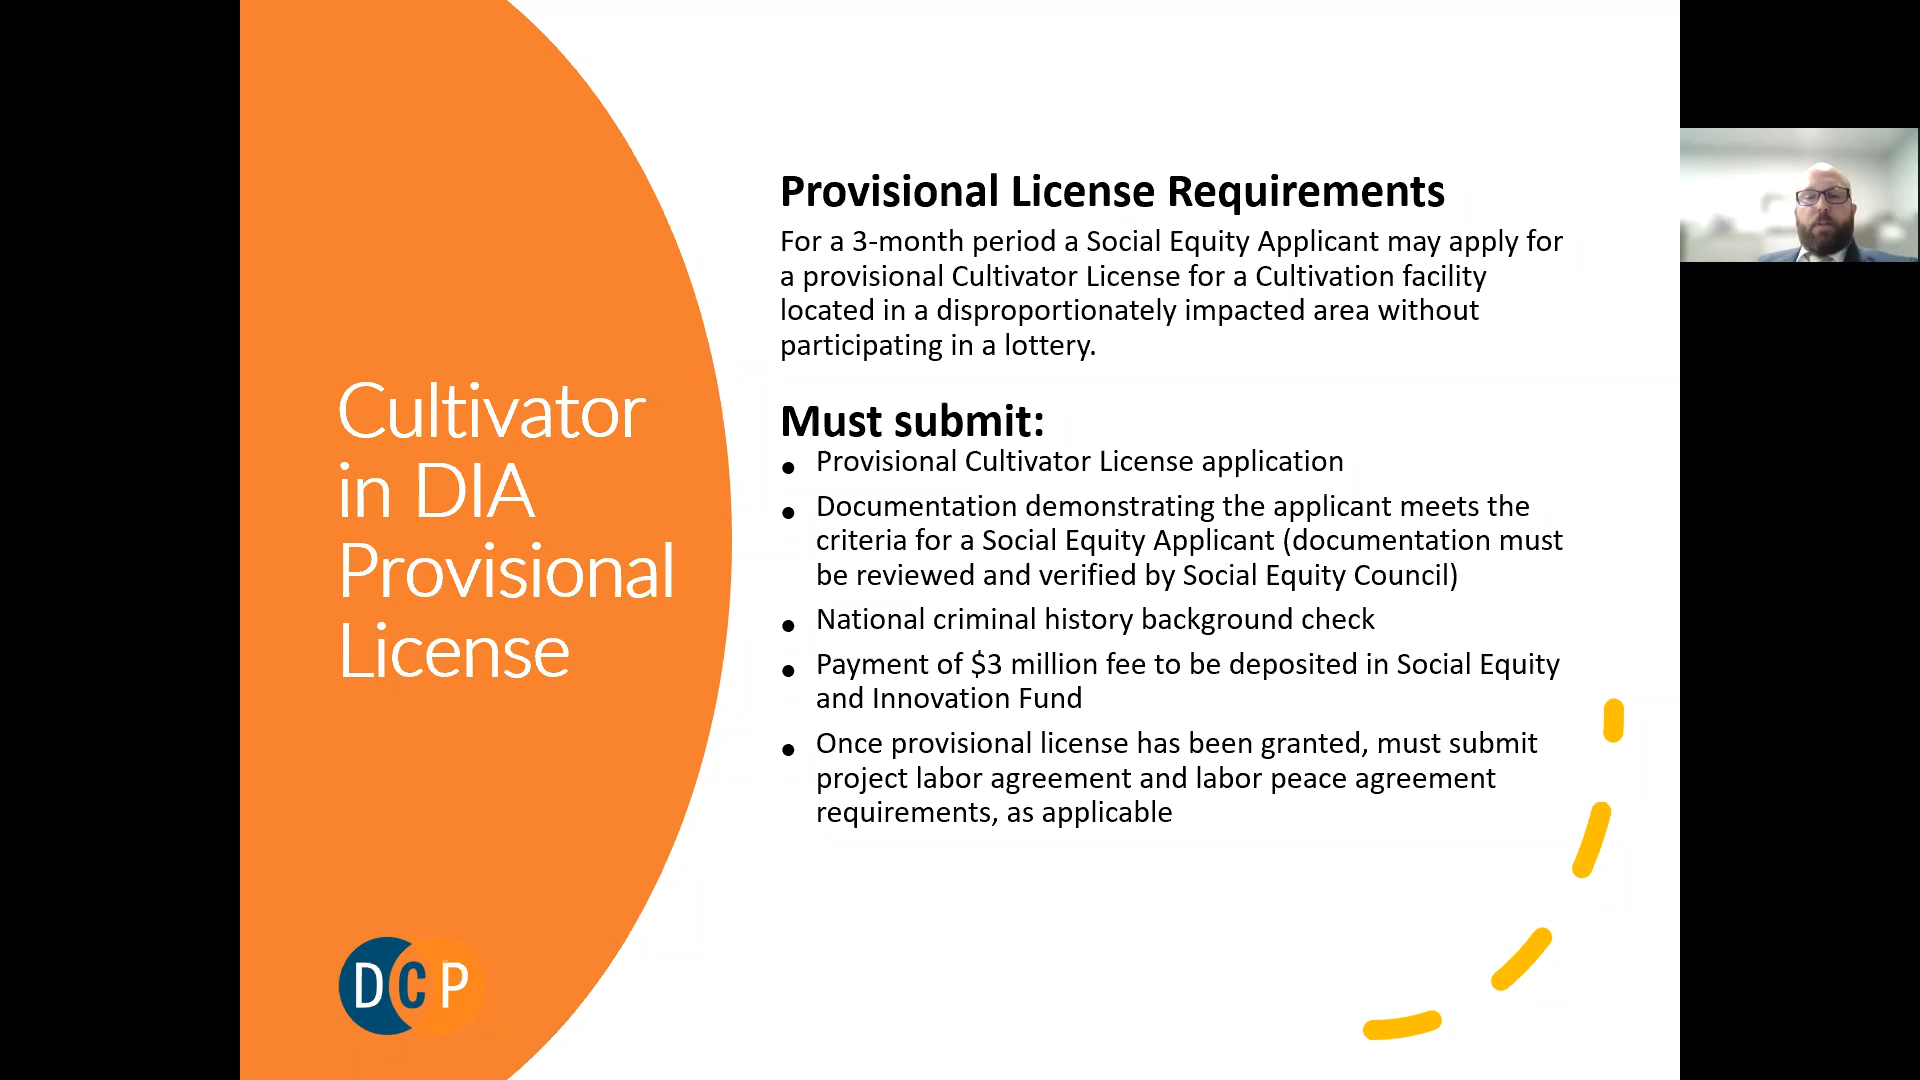 Cultivator
in DIA
Provisional
License
DCP
Provisional License Requirements
For a 3-month period a Social Equity Applicant may apply for
a provisional Cultivator License for a Cultivation facility
located in a disproportionately impacted area without
participating in a lottery.
Must submit:
• Provisional Cultivator License application
• Documentation demonstrating the applicant meets the
criteria for a Social Equity Applicant (documentation must
be reviewed and verified by Social Equity Council)
• National criminal history background check
• Payment of $3 million fee to be deposited in Social Equity
and Innovation Fund
• Once provisional license has been granted, must submit
project labor agreement and labor peace agreement
requirements, as applicable